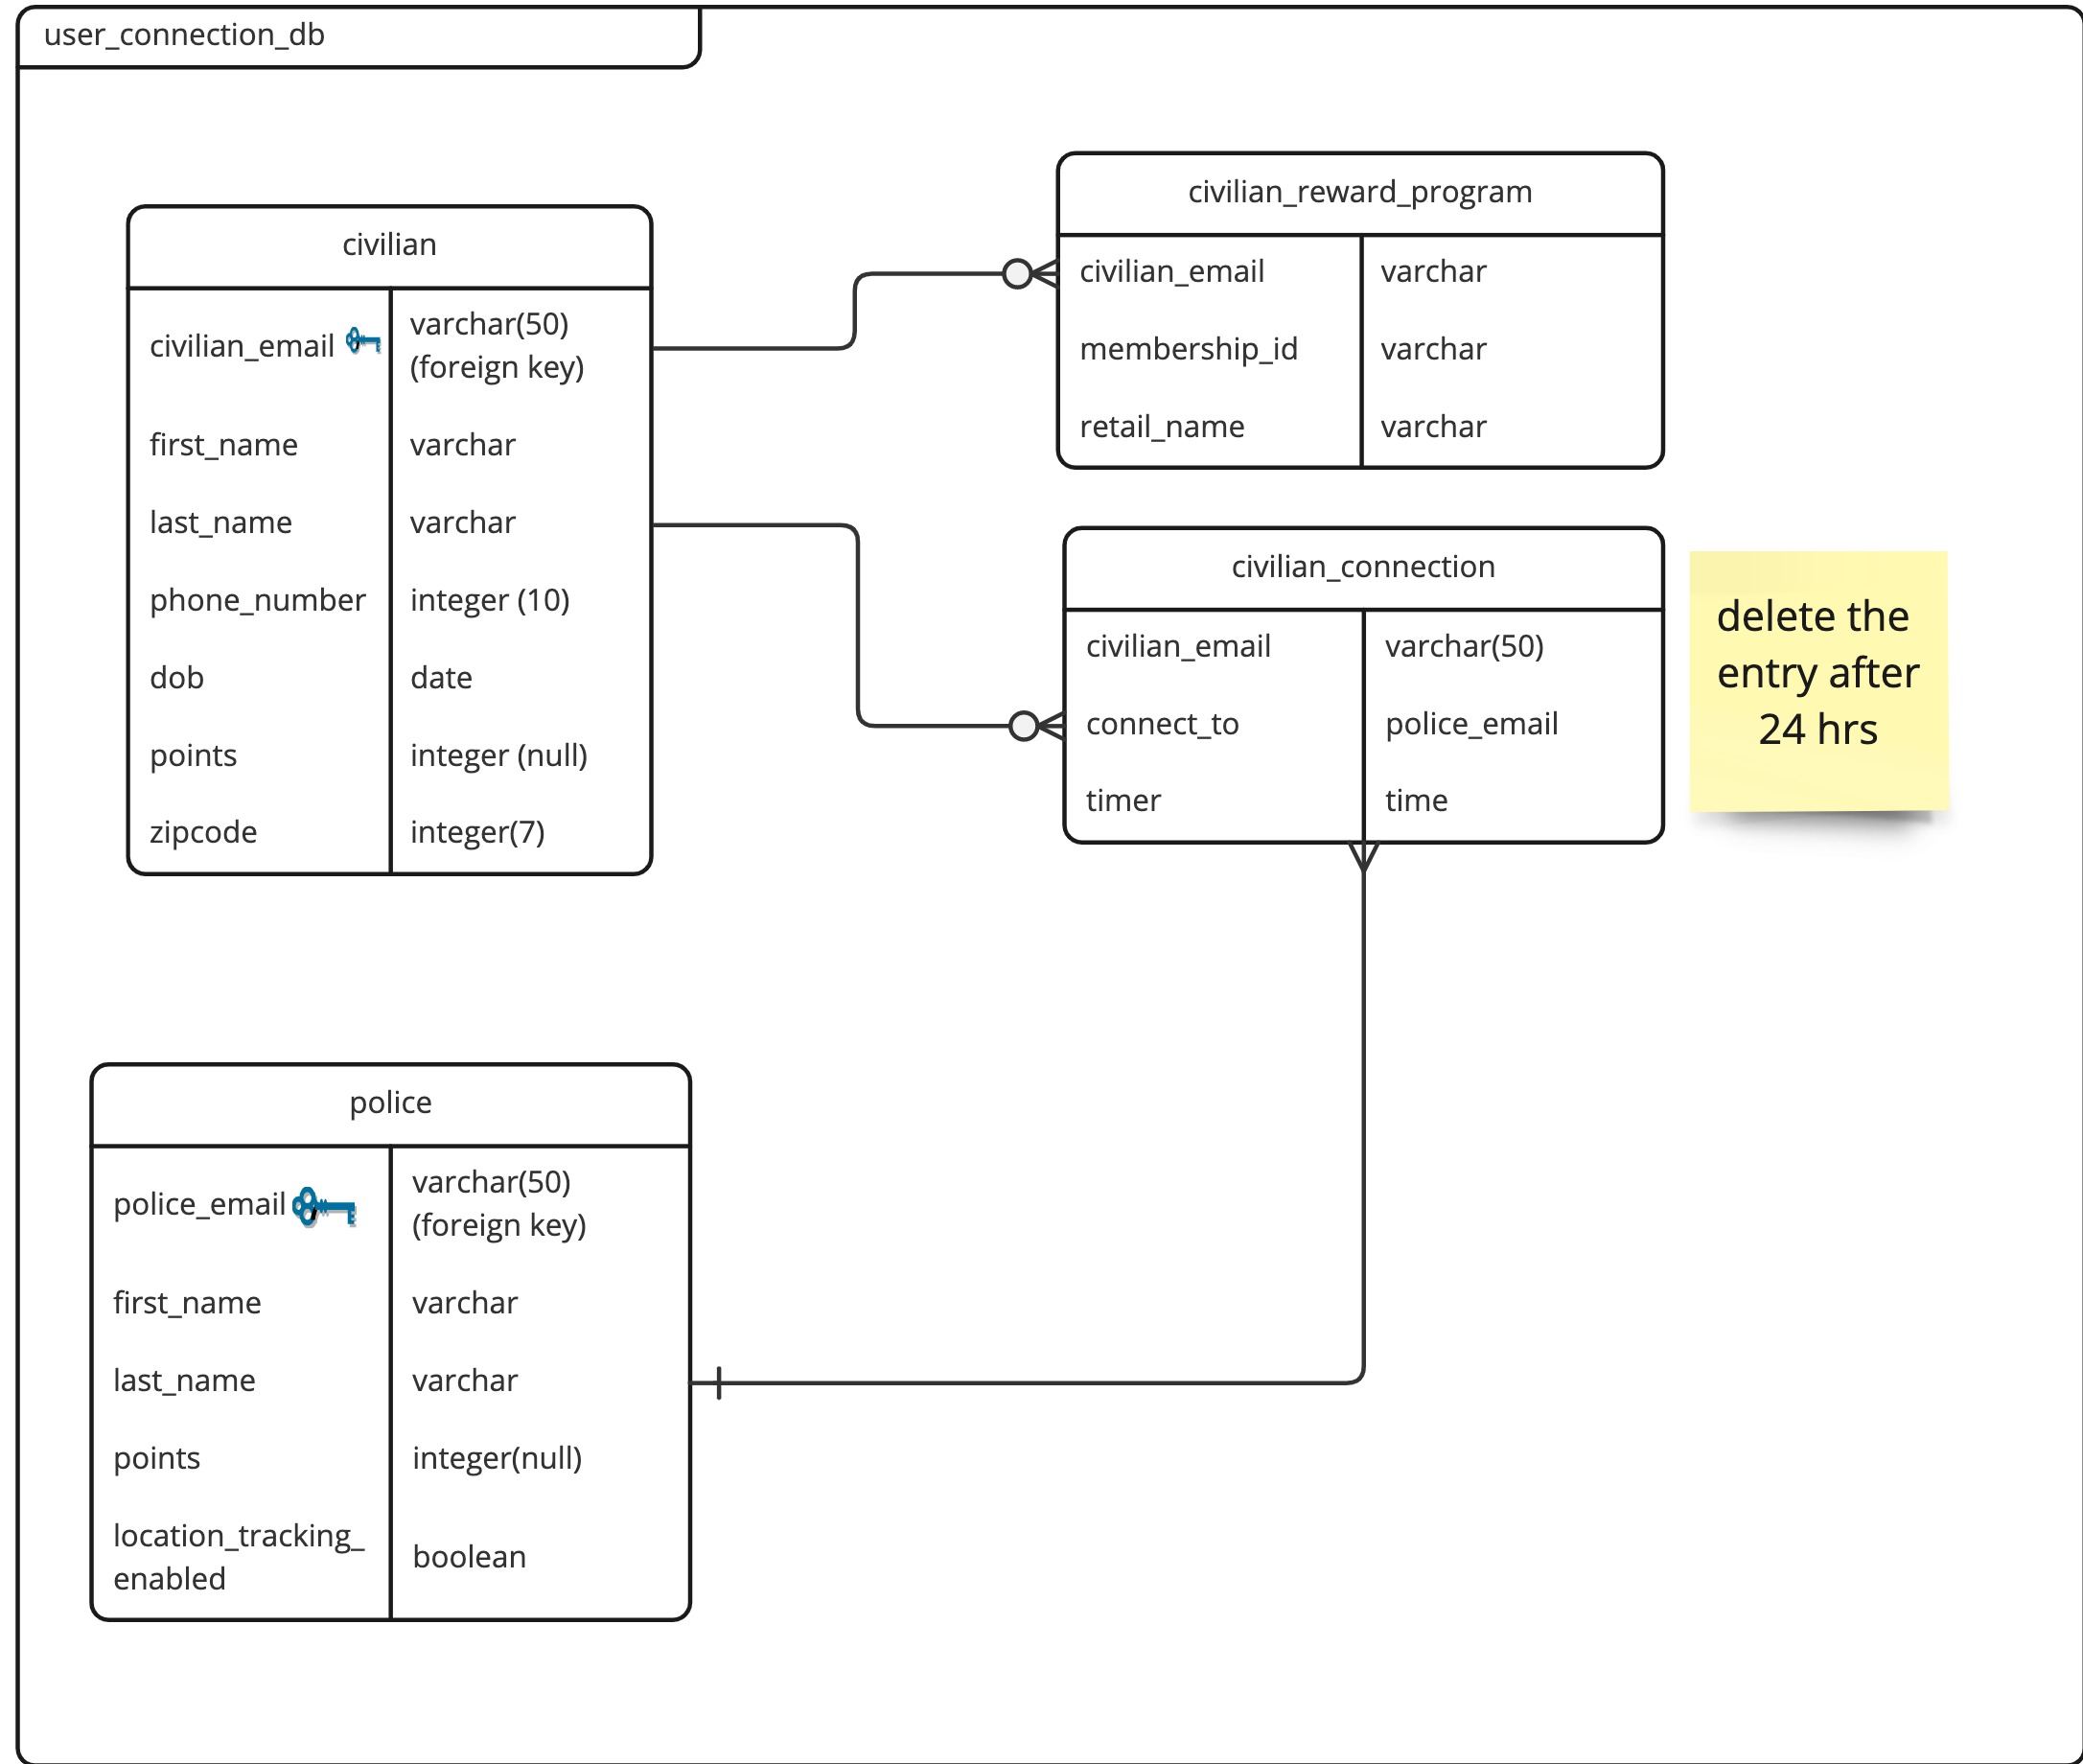 user_connection_db
civilian
civilian_email
varchar(50)
(foreign key)
first_name
varchar
last_name
varchar
phone_number
integer (10)
dob
date
points
integer (null)
zipcode
integer(7)
civilian_reward_program
civilian_email
varchar
membership_id
varchar
retail_name
varchar
civilian_connection
civilian_email
varchar(50)
connect_to
police_email
timer
time
delete the
entry after
24 hrs
police
police_email
varchar(50)
(foreign key)
first_name
varchar
last_name
varchar
points
integer(null)
location_tracking_
enabled
boolean